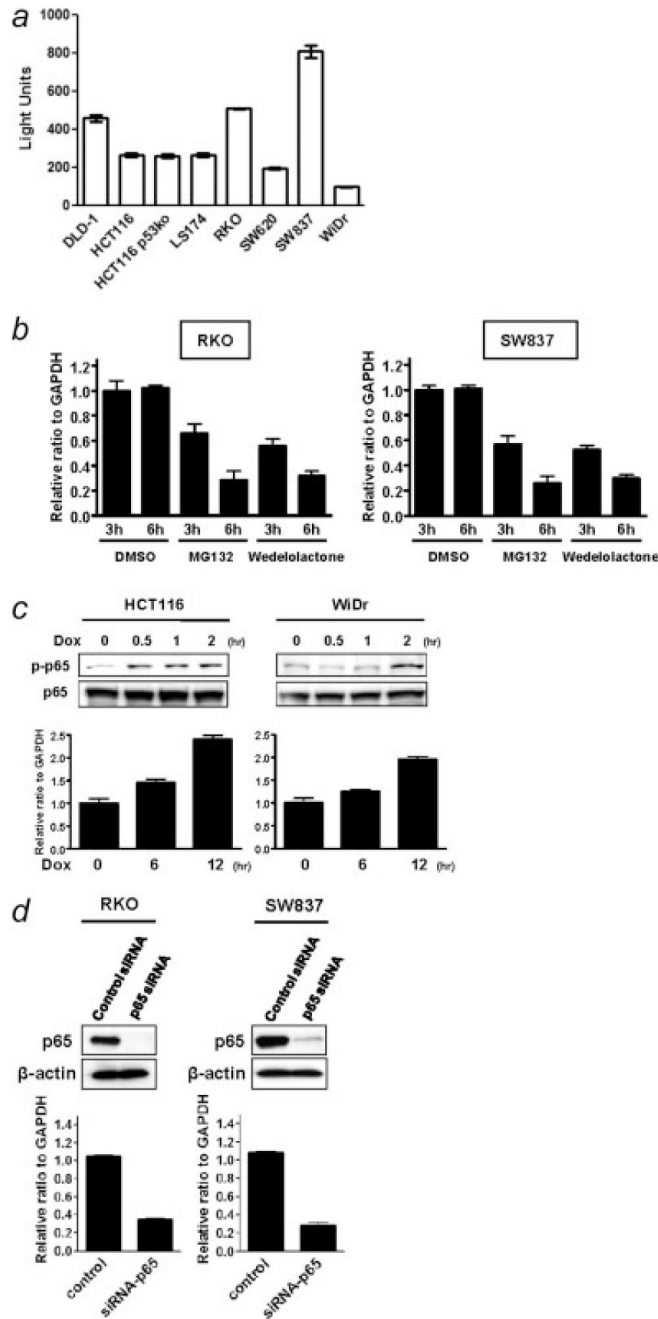 a
Light Units
1000
800
600
400
200
0
DLD-1
HCT116
HCT116 p53ko
LS174
RKO
SW620
SW837
WiDr
b
RKO
SW837
Relative ratio to GAPDH
1.2
1.0
0.8
0.6
0.4
0.2
0.0
3h 6h 3h 6h 3h 6h
DMSO MG132 Wedelolactone
Relative ratio to GAPDH
1.2
1.0
0.8
0.6
0.4
0.2
0.0
3h 6h 3h 6h 3h 6h
DMSO MG132 Wedelolactone
c
HCT116
WiDr
Dox 0 0.5 1 2 (hr)
0 0.5 1 2 (hr)
p-p65
p65
Relative ratio to GAPDH
2.5
2.0
1.5
1.0
0.5
0.0
2.5
2.0
1.5
1.0
0.5
0.0
Dox 0 6 12 (hr)
0 6 12 (hr)
d
RKO
SW837
Control siRNA
p65 siRNA
Control siRNA
p65 siRNA
p65
β-actin
p65
β-actin
Relative ratio to GAPDH
1.4
1.2
1.0
0.8
0.6
0.4
0.2
0.0
control
siRNA-p65
Relative ratio to GAPDH
1.4
1.2
1.0
0.8
0.6
0.4
0.2
0.0
control
siRNA-p65